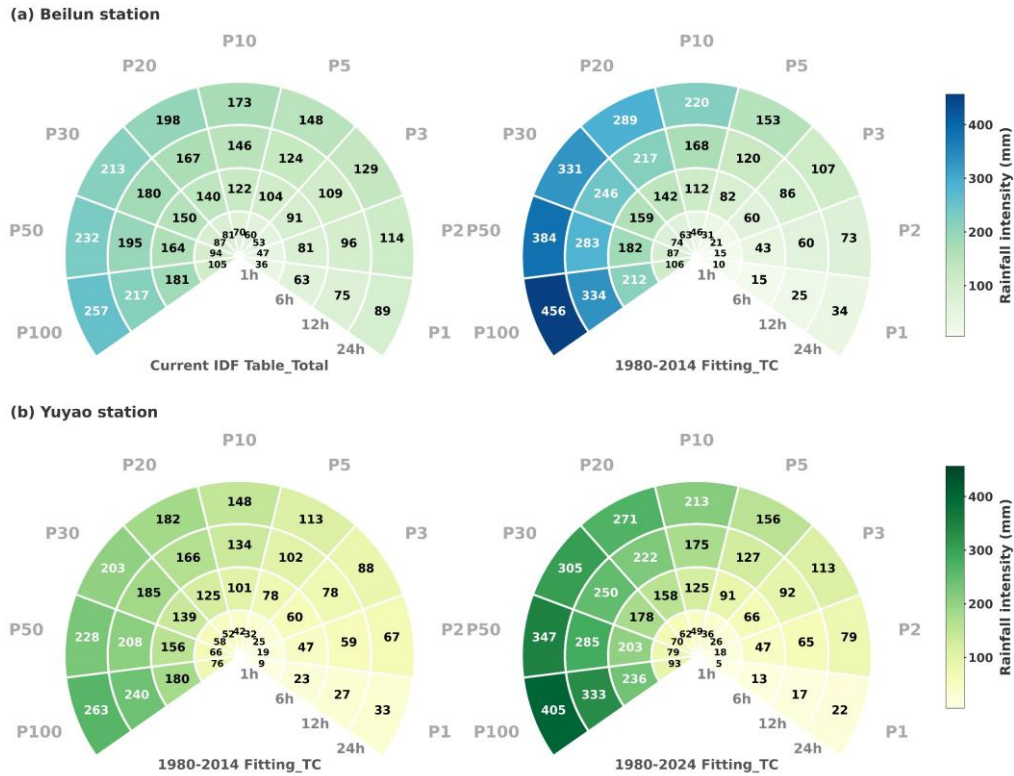 (a) Beilun station
P10
P10
P20
P5
P20
P5
173
220
198
148
289
153
P30
P3
P30
P3
400
146
168
213
167
124
129
331
217
120
107
122
112
180
140
104
109
246
142
82
86
300
150
91
159
60
P50
70
P2
P50
46
P2
81
60
63
31
232
195
164
87
53
81
96
114
384
283
182
74
21
43
60
73
200
94
47
87
15
105
36
106
10
181
1h
63
212
1h
15
217
75
334
25
100
257
6h
89
456
6h
34
P100
12h
P1
P100
12h
P1
24h
24h
Rainfall intensity (mm)
Current IDF Table_Total
1980-2014 Fitting_TC
(b) Yuyao station
P10
P10
P20
P5
P20
P5
148
213
182
113
271
156
P30
P3
P30
P3
400
134
175
203
166
102
88
305
222
127
113
101
125
185
125
78
78
250
158
91
92
300
139
60
178
66
P50
42
P2
P50
49
P2
52
32
62
36
228
208
156
58
25
47
59
67
347
285
203
70
26
47
65
79
200
66
19
79
18
76
9
93
5
180
1h
23
236
1h
13
240
27
333
17
100
263
6h
33
405
6h
22
P100
12h
P1
P100
12h
P1
24h
24h
Rainfall intensity (mm)
1980-2014 Fitting_TC
1980-2024 Fitting_TC